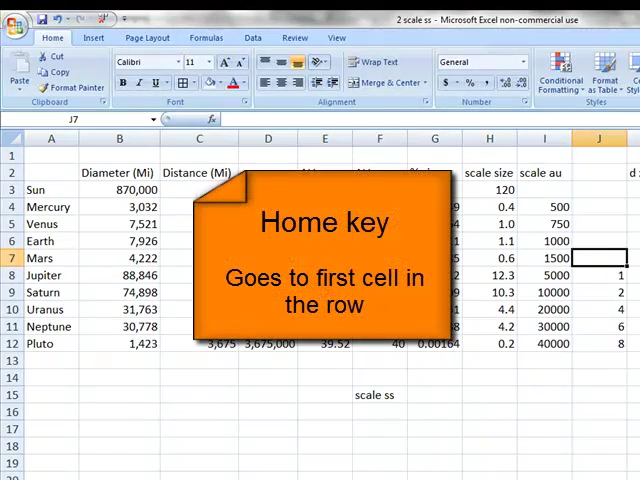 2 scale ss - Microsoft Excel non-commercial use
Home Insert Page Layout Formulas Data Review View
Cut
Copy
Format Painter
Paste
Clipboard
Calibri 11
B I U
Font
Wrap Text
Merge & Center
Alignment
General
$ % ,
Number
Conditional Formatting
Format as Table
Styles
J7
fx
A B C D E F G H I J
1
2 Diameter (Mi) Distance (Mi) scale size scale au
3 Sun 870,000 120
4 Mercury 3,032 0.4 500
5 Venus 7,521 1.0 750
6 Earth 7,926 1.1 1000
7 Mars 4,222 0.6 1500
8 Jupiter 88,846 12.3 5000 1
9 Saturn 74,898 10.3 10000 2
10 Uranus 31,763 4.4 20000 4
11 Neptune 30,778 4.2 30000 6
12 Pluto 1,423 3,675 3,675,000 39.52 40 0.00164 0.2 40000 8
13
14
15 scale ss
16
17
18
19
20
Home key
Goes to first cell in
the row